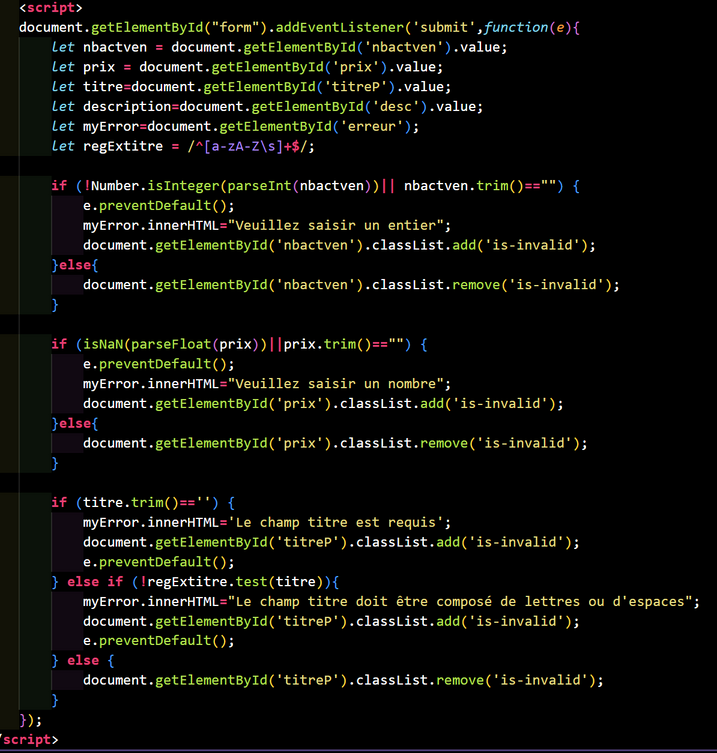 <script>
document.getElementById("form").addEventListener('submit',function(e){
let nbactven = document.getElementById('nbactven').value;
let prix = document.getElementById('prix').value;
let titre=document.getElementById('titreP').value;
let description=document.getElementById('desc').value;
let myError=document.getElementById('erreur');
let regExtitre = /^[a-zA-Z\s]+$/;
if (!Number.isInteger(parseInt(nbactven))|| nbactven.trim()=="") {
e.preventDefault();
myError.innerHTML="Veuillez saisir un entier";
document.getElementById('nbactven').classList.add('is-invalid');
}else{
document.getElementById('nbactven').classList.remove('is-invalid');
}
if (isNaN(parseFloat(prix))||prix.trim()=="") {
e.preventDefault();
myError.innerHTML="Veuillez saisir un nombre";
document.getElementById('prix').classList.add('is-invalid');
}else{
document.getElementById('prix').classList.remove('is-invalid');
}
if (titre.trim()=='') {
myError.innerHTML='Le champ titre est requis';
document.getElementById('titreP').classList.add('is-invalid');
e.preventDefault();
} else if (!regExtitre.test(titre)){
myError.innerHTML="Le champ titre doit être composé de lettres ou d'espaces";
document.getElementById('titreP').classList.add('is-invalid');
e.preventDefault();
} else {
document.getElementById('titreP').classList.remove('is-invalid');
}
});
/script>